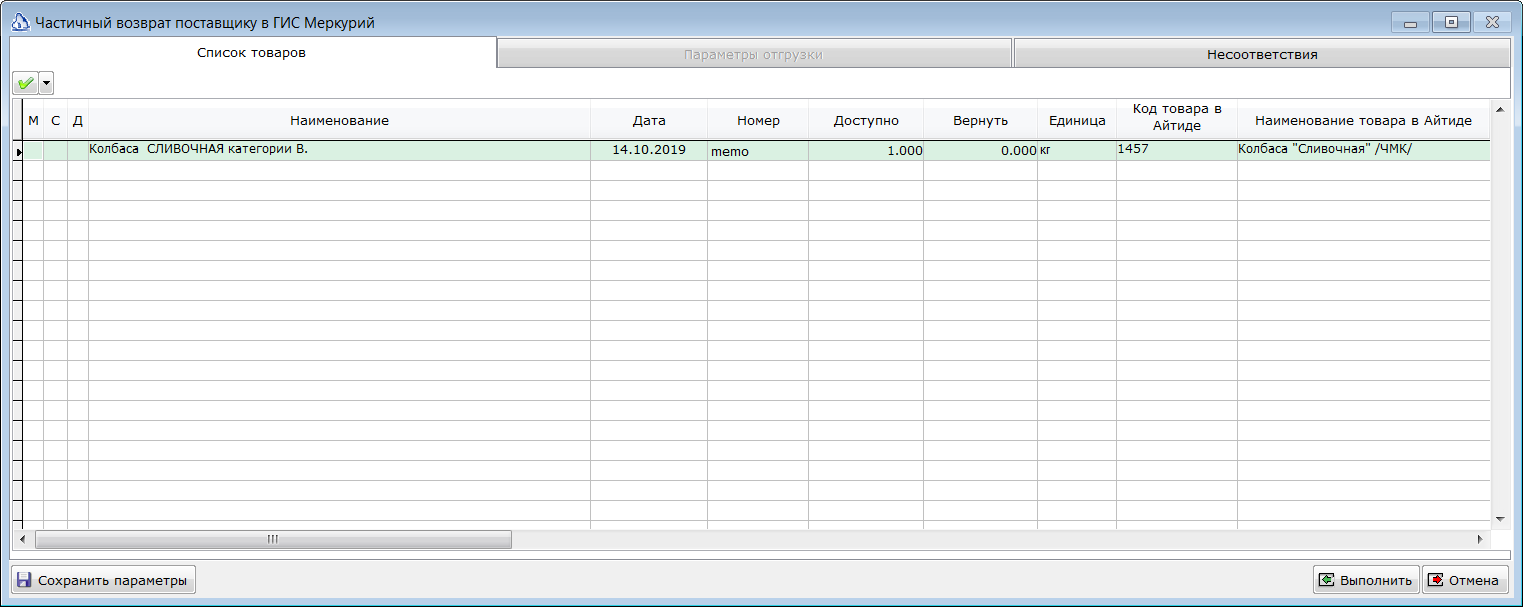 Частичный возврат поставщику в ГИС Меркурий
Список товаров
Параметры отгрузки
Несоответствия
М С Д Наименование Дата Номер Доступно Вернуть Единица Код товара в Айтиде Наименование товара в Айтиде
Колбаса СЛИВОЧНАЯ категории В. 14.10.2019 memo 1.000 0.000 кг 1457 Колбаса "Сливочная" /ЧМК/
Сохранить параметры
Выполнить
Отмена